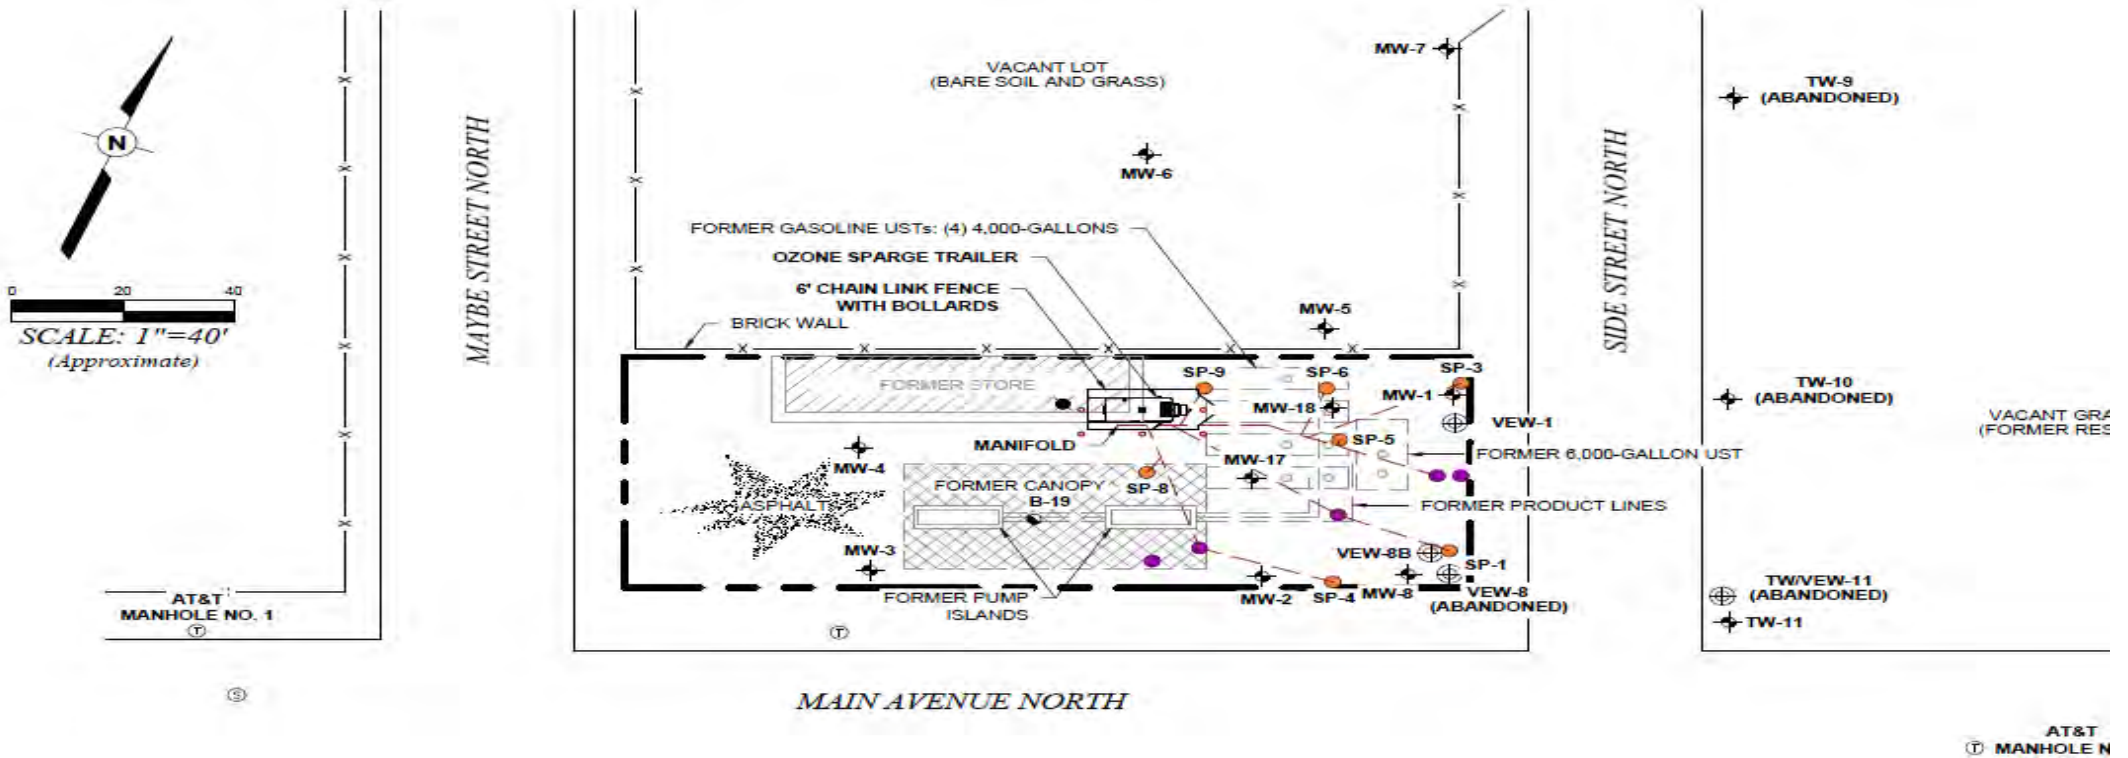 MW-7
VACANT LOT
(BARE SOIL AND GRASS)
TW-9
(ABANDONED)
N
MAYBE STREET NORTH
SIDE STREET NORTH
MW-6
FORMER GASOLINE USTs: (4) 4,000-GALLONS
OZONE SPARGE TRAILER
6' CHAIN LINK FENCE
WITH BOLLARDS
BRICK WALL
MW-5
0 20 40
SCALE: 1"=40'
(Approximate)
SP-9
SP-6
SP-3
FORMER STORE
MW-1
MW-18
TW-10
(ABANDONED)
VEW-1
VACANT GRA
(FORMER RES
MANIFOLD
SP-5
MW-4
MW-17
FORMER 6,000-GALLON UST
FORMER CANOPY
SP-8
B-19
ASPHALT
FORMER PRODUCT LINES
MW-3
VEW-8B
SP-1
FORMER PUMP
ISLANDS
MW-2
SP-4
MW-8
VEW-8
(ABANDONED)
TW/VEW-11
(ABANDONED)
TW-11
AT&T
MANHOLE NO. 1
T
T
S
MAIN AVENUE NORTH
AT&T
T MANHOLE N